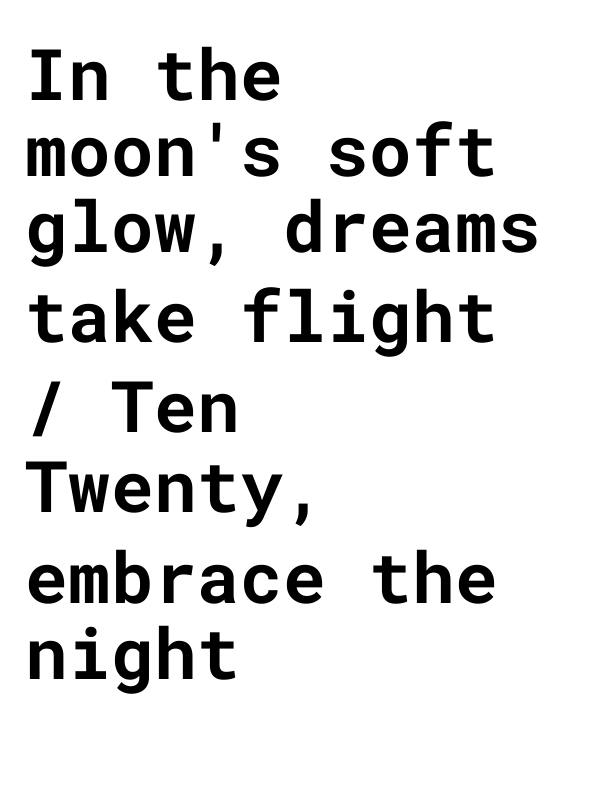 In the
moon's soft
glow, dreams
take flight
/ Ten
Twenty,
embrace the
night